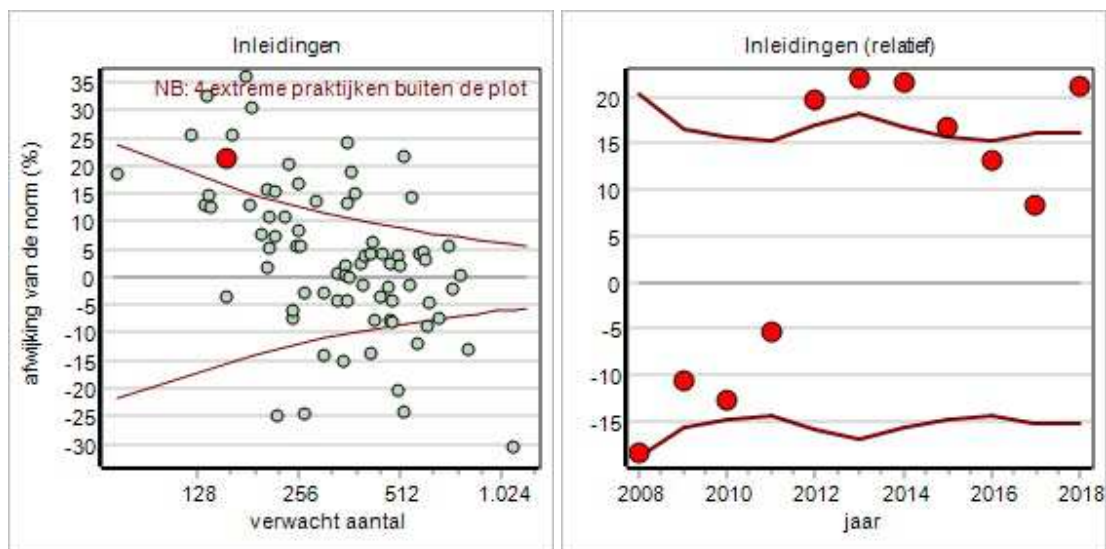 Inleidingen
NB: 4 extreme praktijken buiten de plot
afwijking van de norm (%)
35
30
25
20
15
10
5
0
-5
-10
-15
-20
-25
-30
128 256 512 1.024
verwacht aantal
Inleidingen (relatief)
20
15
10
5
0
-5
-10
-15
2008 2010 2012 2014 2016 2018
jaar